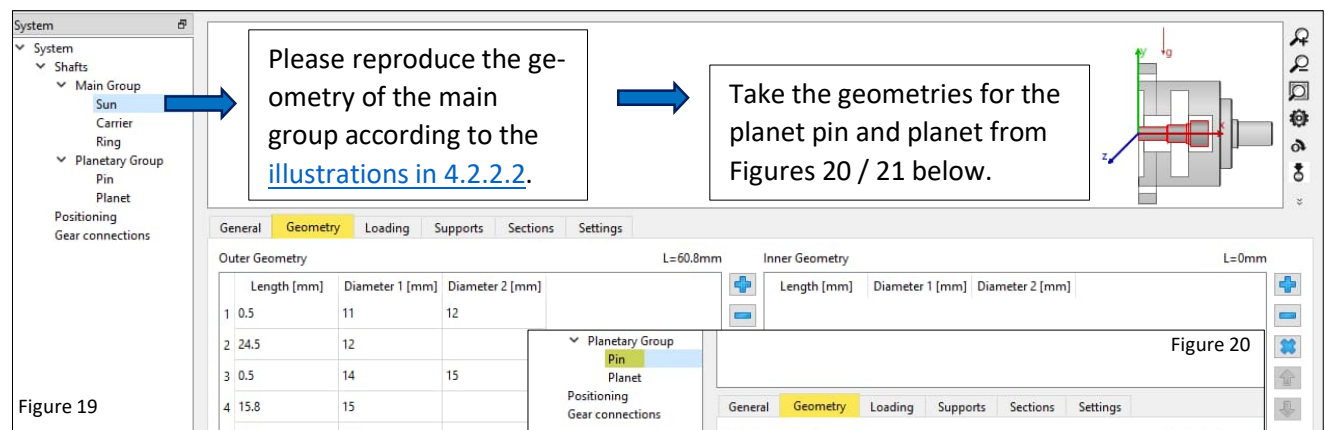 System
System
Shafts
Main Group
Sun
Carrier
Ring
Planetary Group
Pin
Planet
Positioning
Gear connections
Please reproduce the ge-
ometry of the main
group according to the
illustrations in 4.2.2.2.
Take the geometries for the
planet pin and planet from
Figures 20 / 21 below.
y
g
x
z
General Geometry Loading Supports Sections Settings
Outer Geometry L=60.8mm
Length [mm] Diameter 1 [mm] Diameter 2 [mm]
1 0.5 11 12
2 24.5 12
3 0.5 14 15
4 15.8 15
Inner Geometry L=0mm
Length [mm] Diameter 1 [mm] Diameter 2 [mm]
Figure 19
Planetary Group
Pin
Planet
Positioning
Gear connections
Figure 20
General Geometry Loading Supports Sections Settings